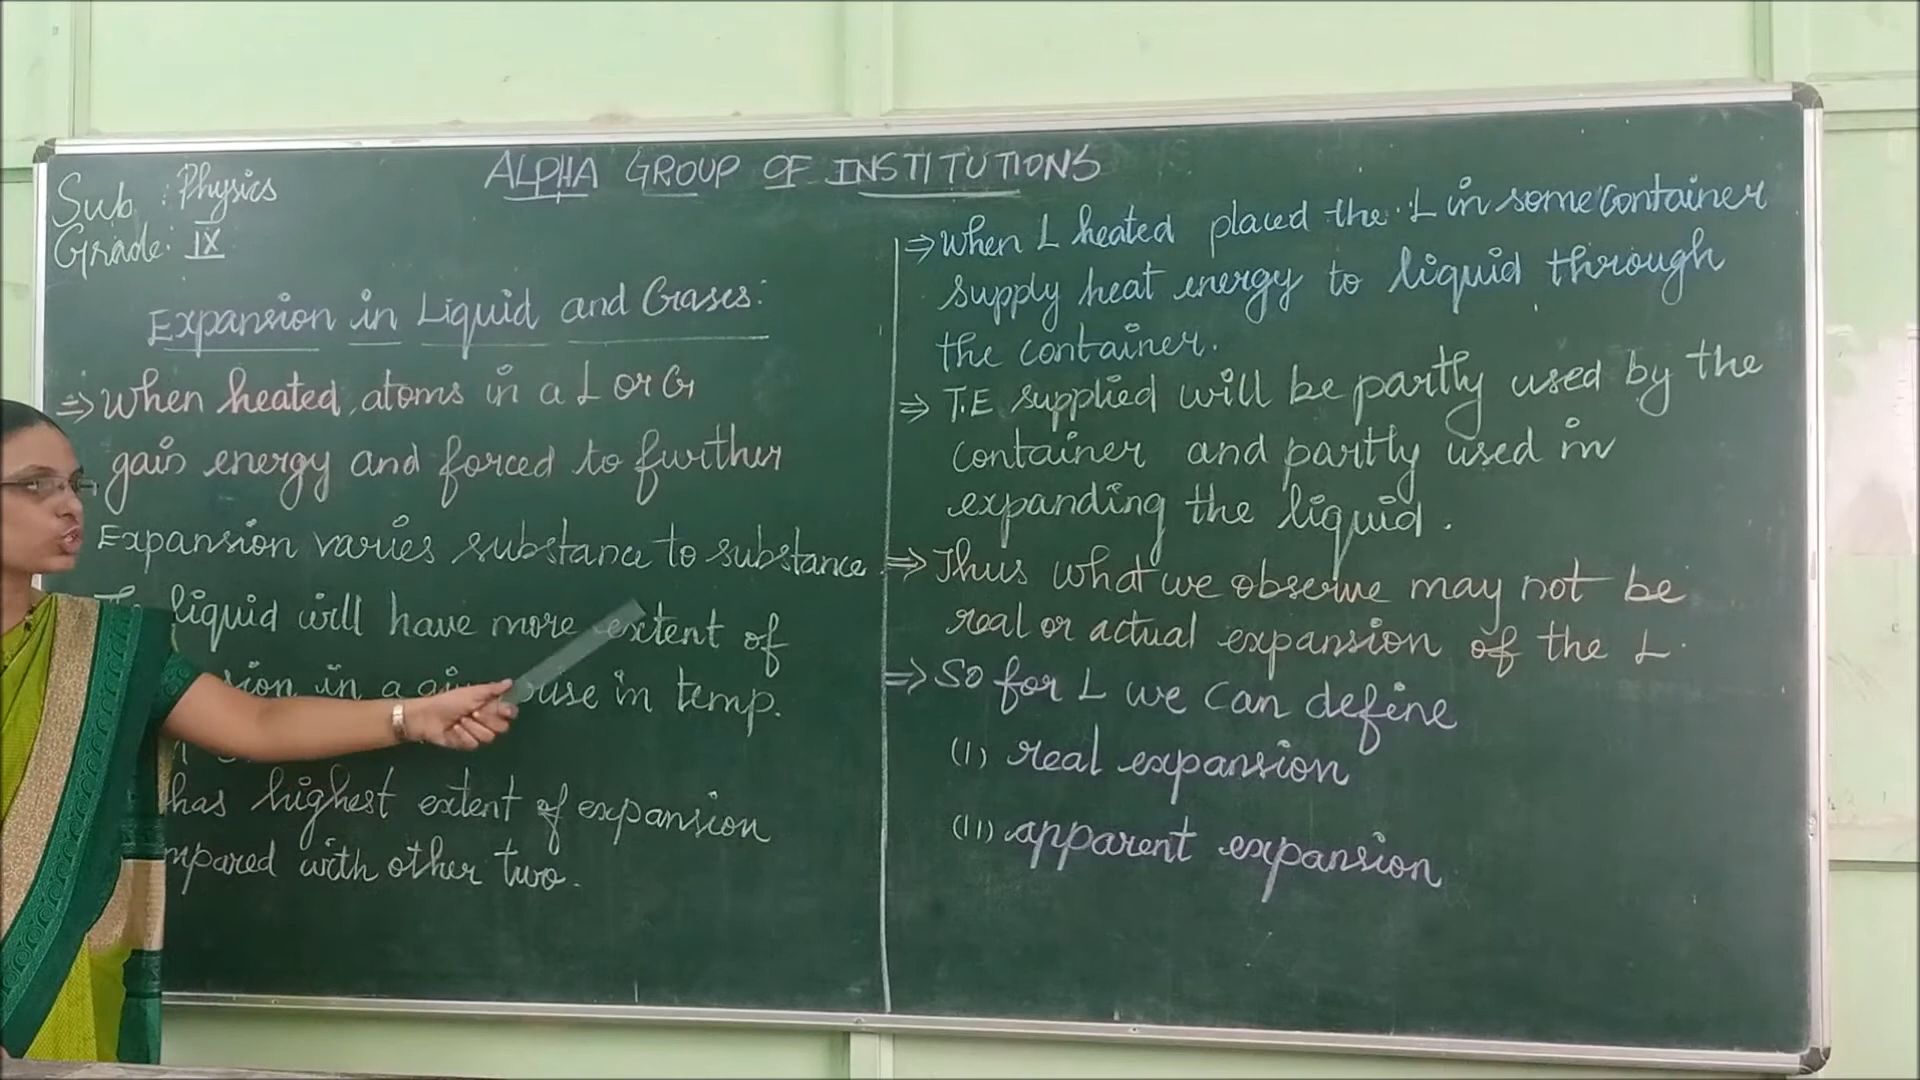 ALPHA GROUP OF INSTITUTIONS
Sub : Physics
Grade: IX
Expansion in Liquid and Gases:
⇒ When heated, atoms in a L or G
gain energy and forced to further
Expansion varies substance to substance
liquid will have more extent of
in a in temp.
has highest extent of expansion
with other two.
⇒ When L heated placed the L in some container
supply heat energy to liquid through
the container.
⇒ T.E supplied will be partly used by the
container and partly used in
expanding the liquid.
⇒ Thus what we observe may not be
real or actual expansion of the L.
⇒ So for L we can define
(I) real expansion
(II) apparent expansion